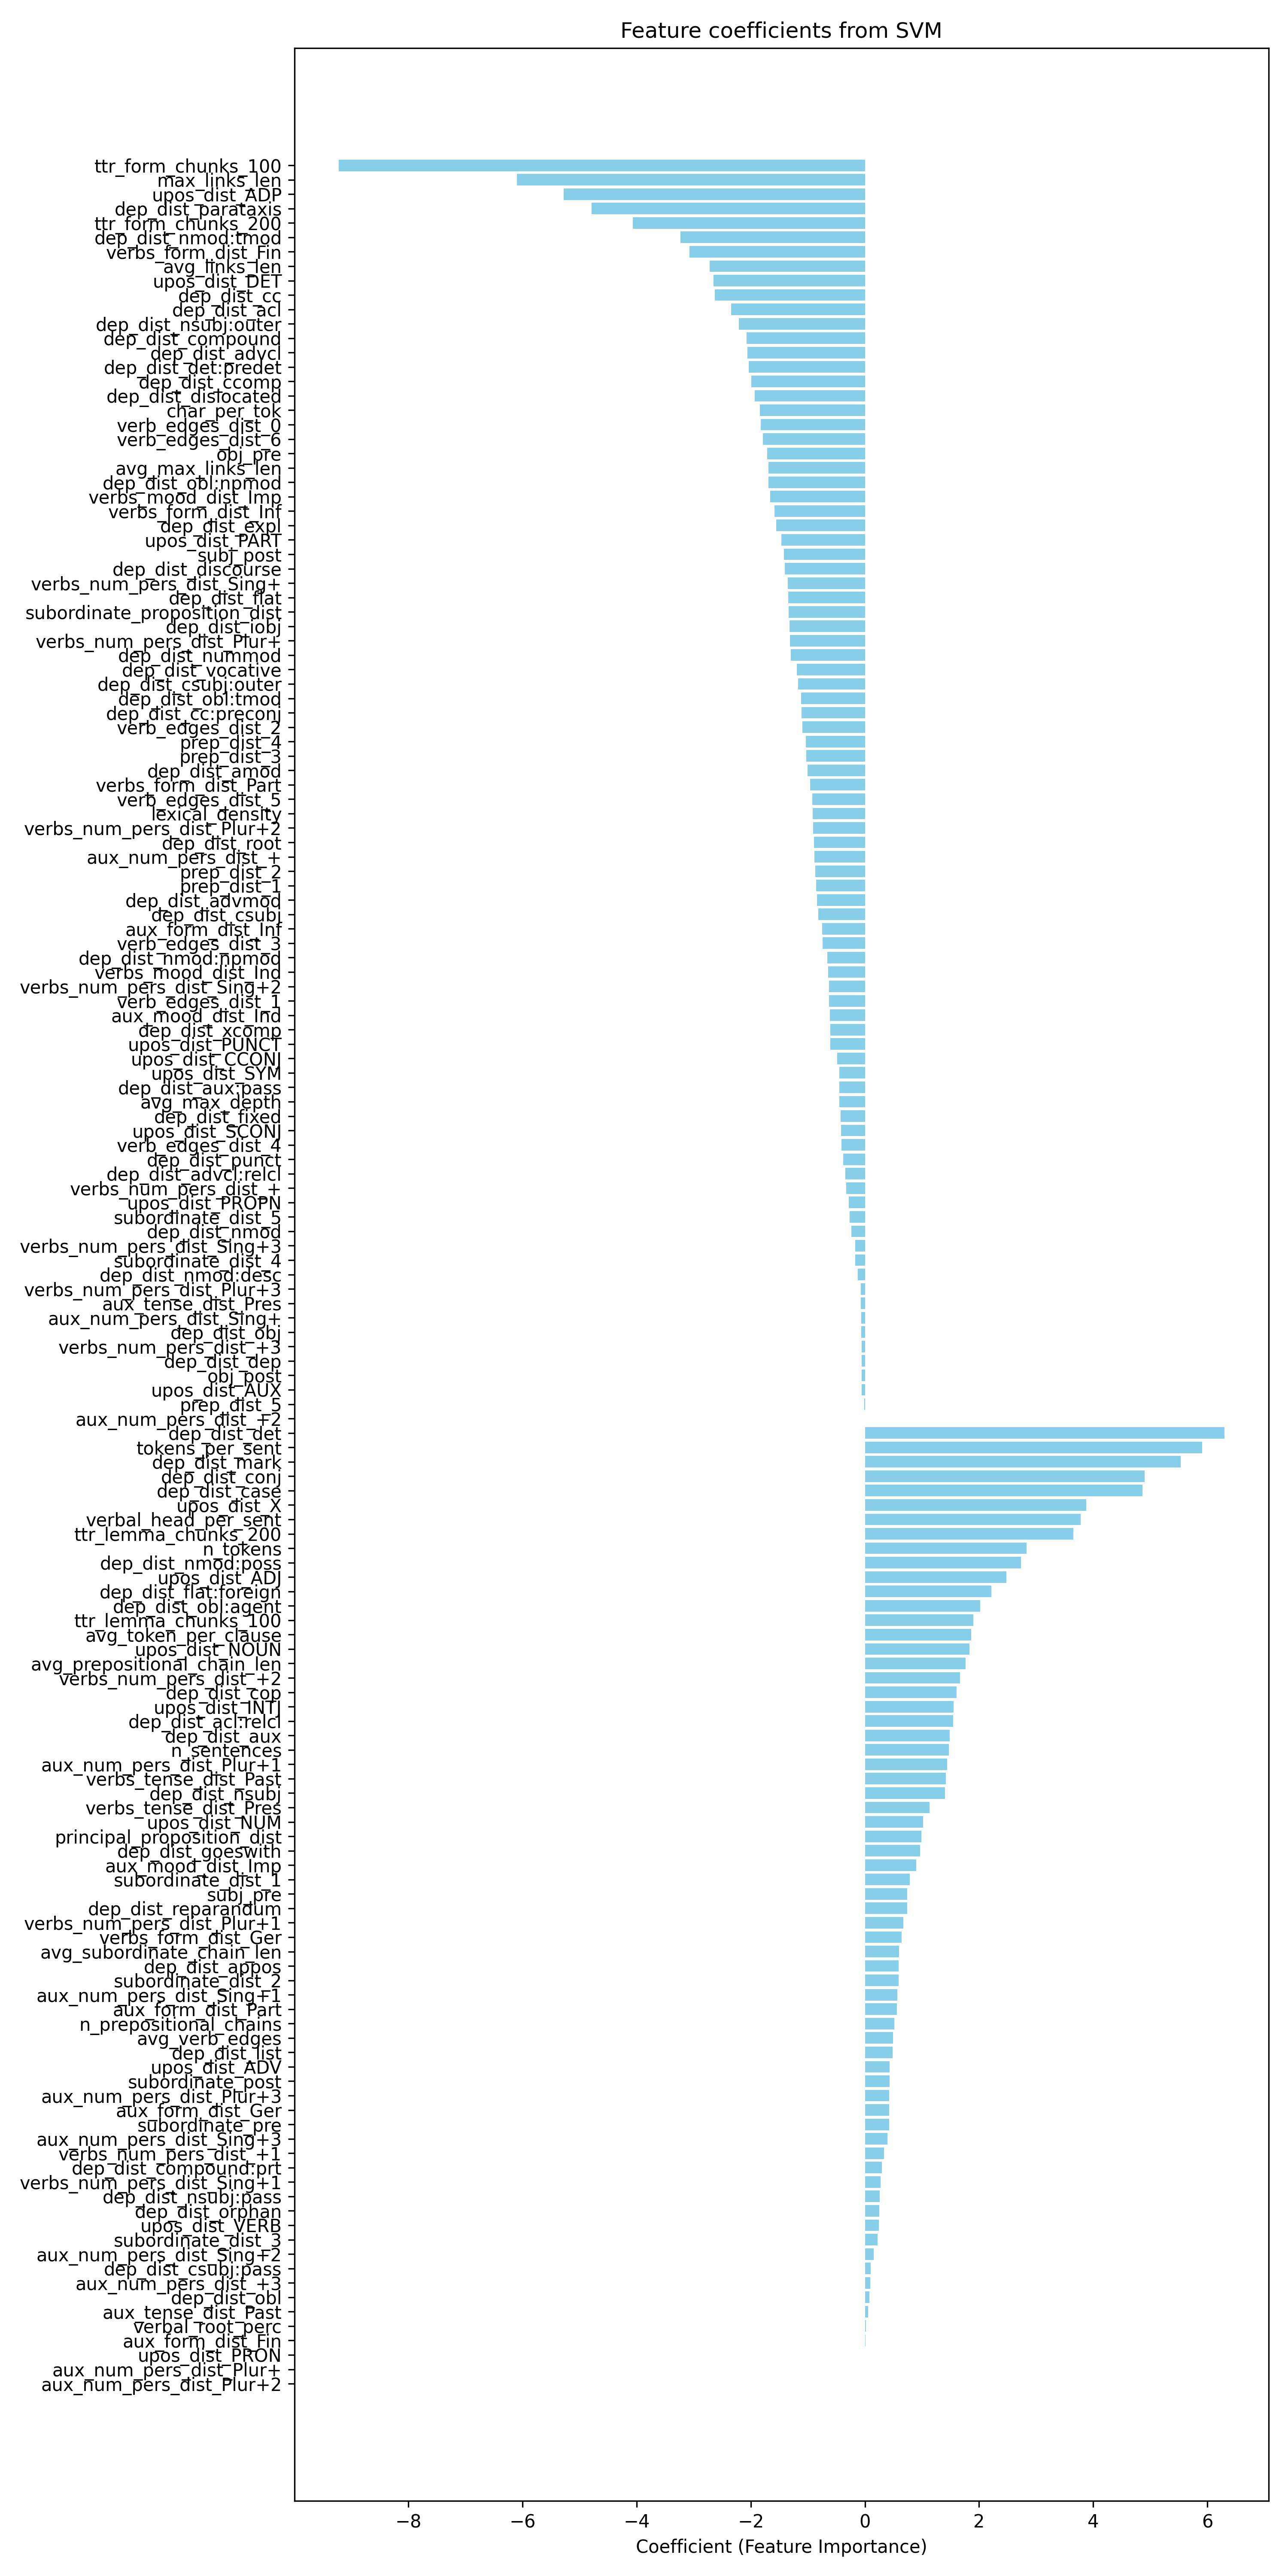 Feature coefficients from SVM
ttr_form_chunks_100
max_links_len
upos_dist_ADP
dep_dist_parataxis
ttr_form_chunks_200
dep_dist_nmod:tmod
verbs_form_dist_Fin
avg_links_len
upos_dist_DET
dep_dist_cc
dep_dist_acl
dep_dist_nsubj:outer
dep_dist_compound
dep_dist_advcl
dep_dist_det:predet
dep_dist_ccomp
dep_dist_dislocated
char_per_tok
verb_edges_dist_0
verb_edges_dist_6
obj_pre
avg_max_links_len
dep_dist_obl:npmod
verbs_mood_dist_Imp
verbs_form_dist_Inf
dep_dist_expl
upos_dist_PART
subj_post
dep_dist_discourse
verbs_num_pers_dist_Sing+
dep_dist_flat
subordinate_proposition_dist
dep_dist_iobj
verbs_num_pers_dist_Plur+
dep_dist_nummod
dep_dist_vocative
dep_dist_csubj:outer
dep_dist_obl:tmod
dep_dist_cc:preconj
verb_edges_dist_2
prep_dist_4
prep_dist_3
dep_dist_amod
verbs_form_dist_Part
verb_edges_dist_5
lexical_density
verbs_num_pers_dist_Plur+2
dep_dist_root
aux_num_pers_dist_+
prep_dist_2
prep_dist_1
dep_dist_advmod
dep_dist_csubj
aux_form_dist_Inf
verb_edges_dist_3
dep_dist_nmod:npmod
verbs_mood_dist_Ind
verbs_num_pers_dist_Sing+2
verb_edges_dist_1
aux_mood_dist_Ind
dep_dist_xcomp
upos_dist_PUNCT
upos_dist_CCONJ
upos_dist_SYM
dep_dist_aux:pass
avg_max_depth
dep_dist_fixed
upos_dist_SCONJ
verb_edges_dist_4
dep_dist_punct
dep_dist_advcl:relcl
verbs_num_pers_dist_+
upos_dist_PROPN
subordinate_dist_5
dep_dist_nmod
verbs_num_pers_dist_Sing+3
subordinate_dist_4
dep_dist_nmod:desc
verbs_num_pers_dist_Plur+3
aux_tense_dist_Pres
aux_num_pers_dist_Sing+
dep_dist_obj
verbs_num_pers_dist_+3
dep_dist_dep
obj_post
upos_dist_AUX
prep_dist_5
aux_num_pers_dist_+2
dep_dist_det
tokens_per_sent
dep_dist_mark
dep_dist_conj
dep_dist_case
upos_dist_X
verbal_head_per_sent
ttr_lemma_chunks_200
n_tokens
dep_dist_nmod:poss
upos_dist_ADJ
dep_dist_flat:foreign
dep_dist_obl:agent
ttr_lemma_chunks_100
avg_token_per_clause
upos_dist_NOUN
avg_prepositional_chain_len
verbs_num_pers_dist_+2
dep_dist_cop
upos_dist_INTJ
dep_dist_acl:relcl
dep_dist_aux
n_sentences
aux_num_pers_dist_Plur+1
verbs_tense_dist_Past
dep_dist_nsubj
verbs_tense_dist_Pres
upos_dist_NUM
principal_proposition_dist
dep_dist_goeswith
aux_mood_dist_Imp
subordinate_dist_1
subj_pre
dep_dist_reparandum
verbs_num_pers_dist_Plur+1
verbs_form_dist_Ger
avg_subordinate_chain_len
dep_dist_appos
subordinate_dist_2
aux_num_pers_dist_Sing+1
aux_form_dist_Part
n_prepositional_chains
avg_verb_edges
dep_dist_list
upos_dist_ADV
subordinate_post
aux_num_pers_dist_Plur+3
aux_form_dist_Ger
subordinate_pre
aux_num_pers_dist_Sing+3
verbs_num_pers_dist_+1
dep_dist_compound:prt
verbs_num_pers_dist_Sing+1
dep_dist_nsubj:pass
dep_dist_orphan
upos_dist_VERB
subordinate_dist_3
aux_num_pers_dist_Sing+2
dep_dist_csubj:pass
aux_num_pers_dist_+3
dep_dist_obl
aux_tense_dist_Past
verbal_root_perc
aux_form_dist_Fin
upos_dist_PRON
aux_num_pers_dist_Plur+
aux_num_pers_dist_Plur+2
−8 −6 −4 −2 0 2 4 6
Coefficient (Feature Importance)